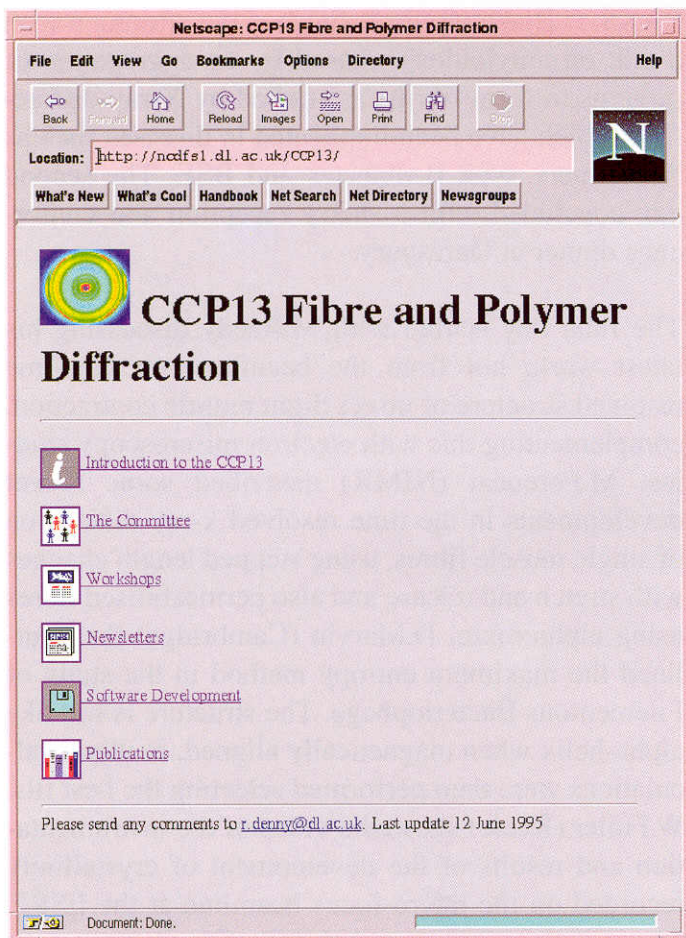 Netscape: CCP13 Fibre and Polymer Diffraction
File Edit View Go Bookmarks Options Directory Help
Back Forward Home Reload Images Open Print Find Stop
N
Location: http://ncdfs1.dl.ac.uk/CCP13/
What's New What's Cool Handbook Net Search Net Directory Newsgroups
CCP13 Fibre and Polymer
Diffraction
i Introduction to the CCP13
The Committee
Workshops
Newsletters
Software Development
Publications
Please send any comments to r.denny@dl.ac.uk. Last update 12 June 1995
Document: Done.